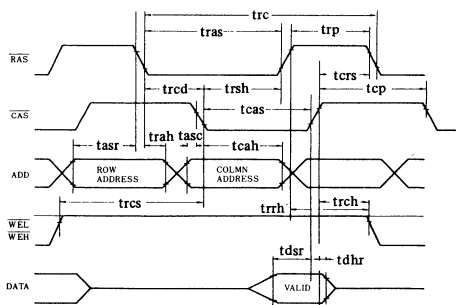 trc
tras trp
RAS
trcd trsh tcrs
tcp
tcas
CAS
tasr trah tasc tcah
ADD ROW ADDRESS COLMN ADDRESS
trcs trrh trch
WEL
WEH
tdsr tdhr
DATA VALID